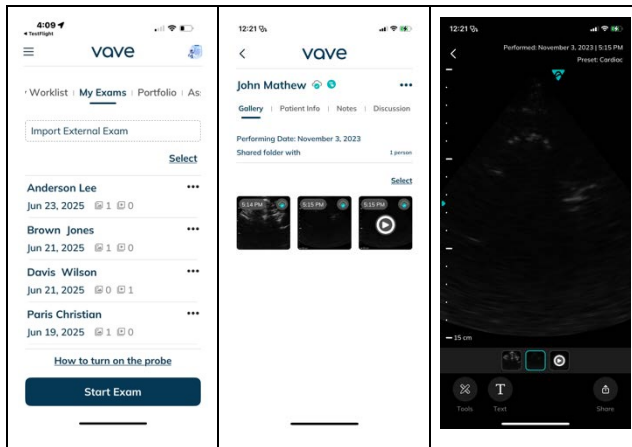 4:09
TestFlight
vave
Worklist
My Exams
Portfolio
As
Import External Exam
Select
Anderson Lee
Jun 23, 2025 1 0
Brown Jones
Jun 21, 2025 1 0
Davis Wilson
Jun 21, 2025 0 1
Paris Christian
Jun 19, 2025 1 0
How to turn on the probe
Start Exam
12:21
vave
John Mathew
Gallery
Patient Info
Notes
Discussion
Performing Date: November 3, 2023
Shared folder with 1 person
Select
5:14 PM
5:15 PM
5:15 PM
12:21
Performed: November 3, 2023 | 5:15 PM
Preset: Cardiac
15 cm
Tools
Text
Share